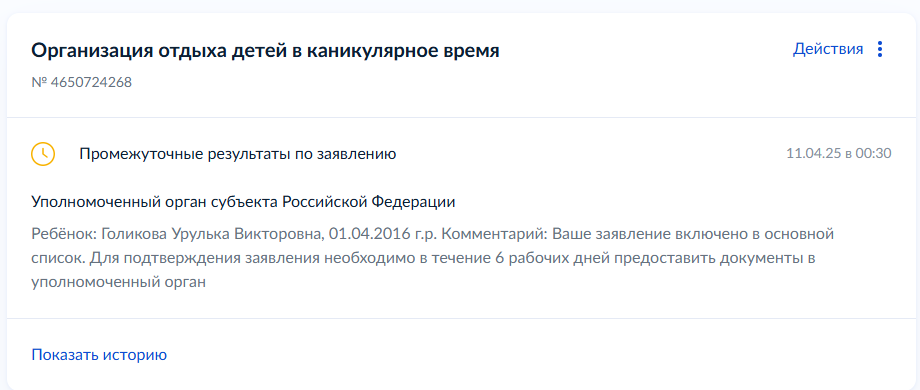 Организация отдыха детей в каникулярное время
Действия
№ 4650724268
Промежуточные результаты по заявлению
11.04.25 в 00:30
Уполномоченный орган субъекта Российской Федерации
Ребёнок: Голикова Урулька Викторовна, 01.04.2016 г.р. Комментарий: Ваше заявление включено в основной
список. Для подтверждения заявления необходимо в течение 6 рабочих дней предоставить документы в
уполномоченный орган
Показать историю